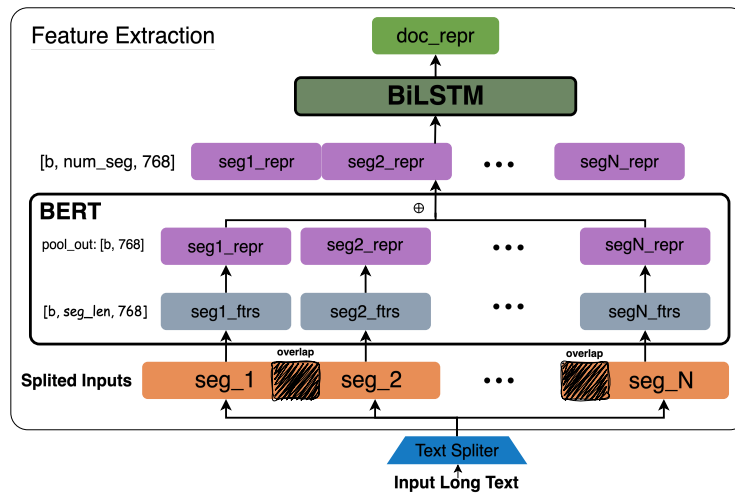 Feature Extraction
doc_repr
BiLSTM
[b, num_seg, 768] seg1_repr seg2_repr segN_repr
BERT
pool_out: [b, 768] seg1_repr seg2_repr segN_repr
[b, seg_len, 768] seg1_ftrs seg2_ftrs segN_ftrs
overlap overlap
Splited Inputs seg_1 seg_2 seg_N
Text Spliter
Input Long Text